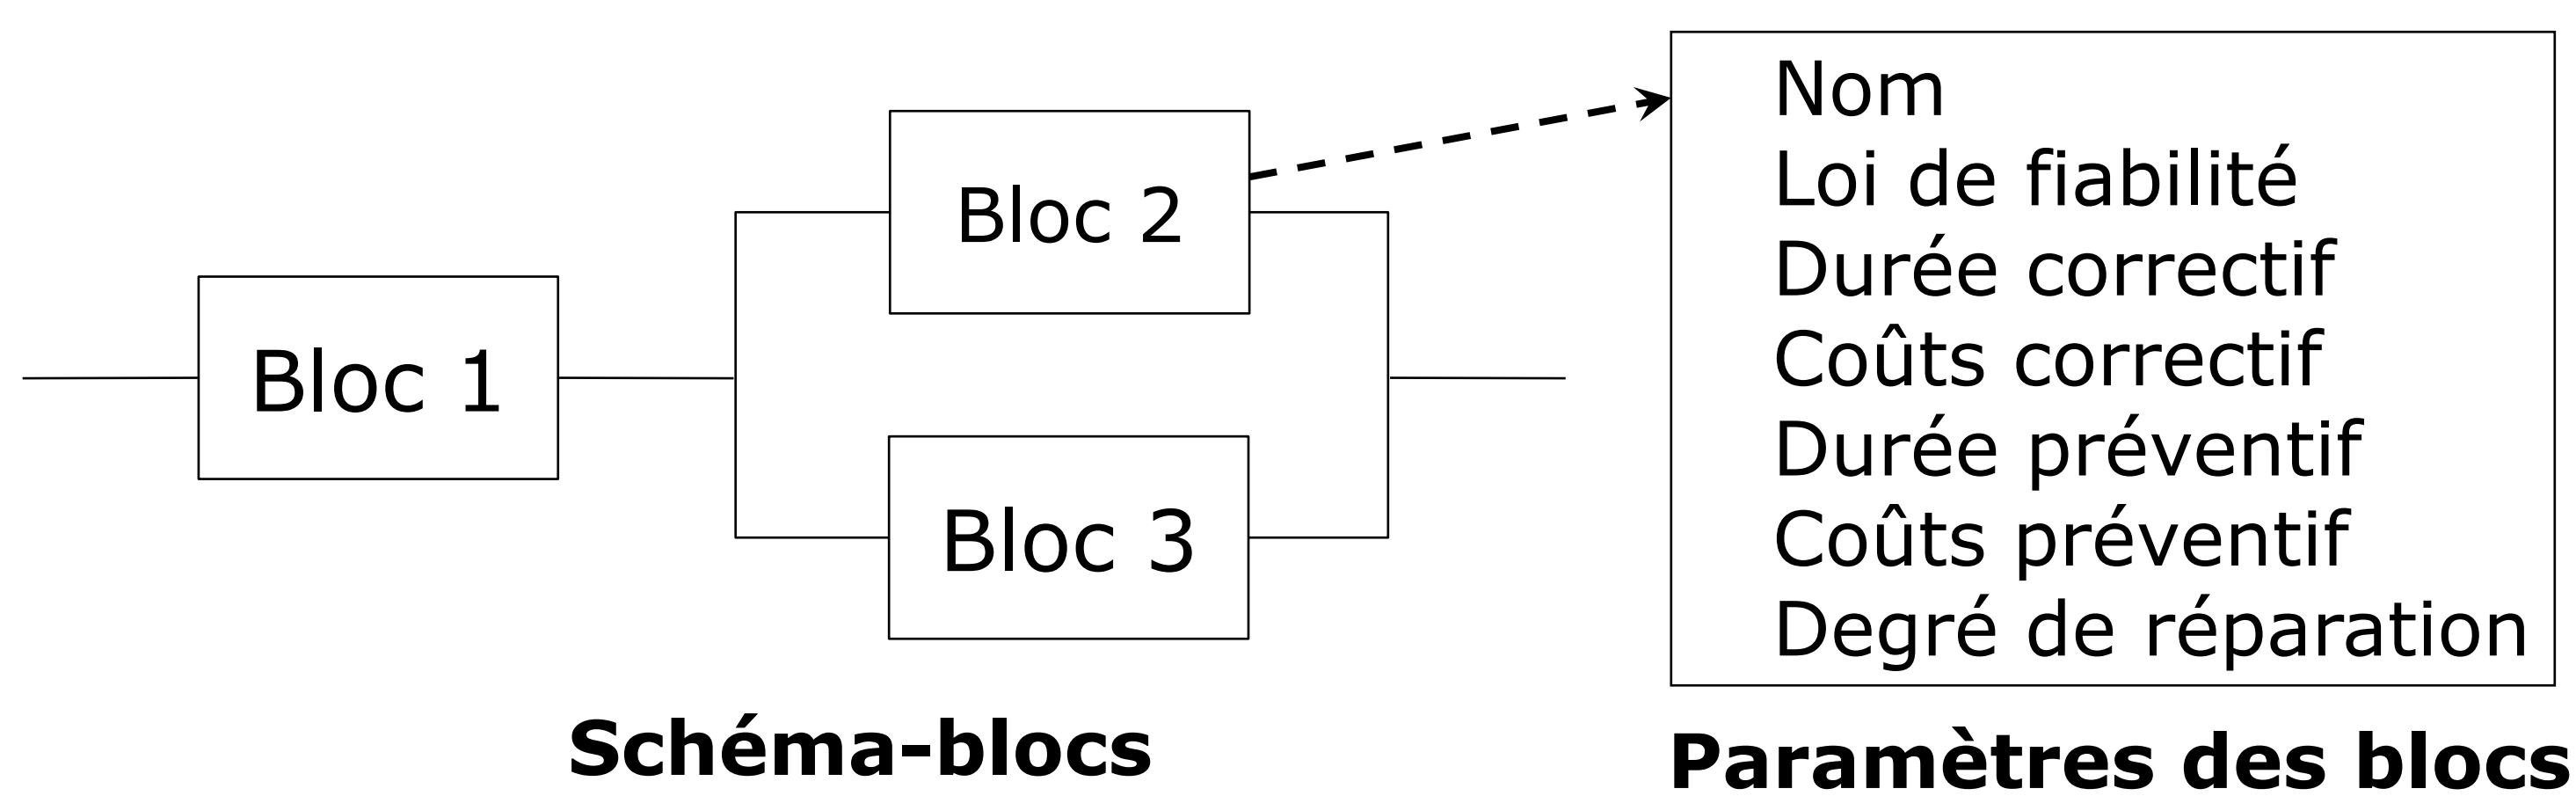 Bloc 1
Bloc 2
Bloc 3
Schéma-blocs
Nom
Loi de fiabilité
Durée correctif
Coûts correctif
Durée préventif
Coûts préventif
Degré de réparation
Paramètres des blocs